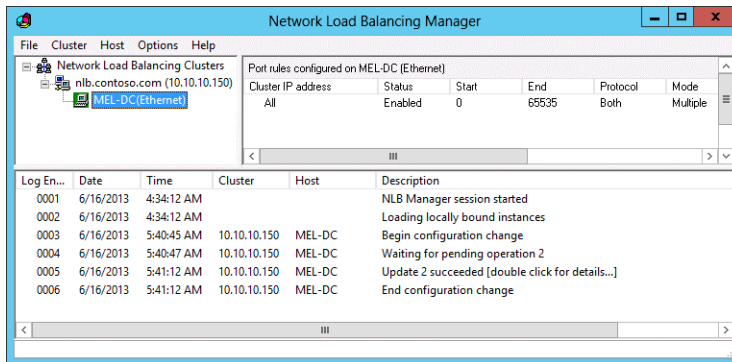 Network Load Balancing Manager
File Cluster Host Options Help
Network Load Balancing Clusters
nlb.contoso.com (10.10.10.150)
MEL-DC(Ethernet)
Port rules configured on MEL-DC (Ethernet)
Cluster IP address Status Start End Protocol Mode
All Enabled 0 65535 Both Multiple
Log En... Date Time Cluster Host Description
0001 6/16/2013 4:34:12 AM NLB Manager session started
0002 6/16/2013 4:34:12 AM Loading locally bound instances
0003 6/16/2013 5:40:45 AM 10.10.10.150 MEL-DC Begin configuration change
0004 6/16/2013 5:40:47 AM 10.10.10.150 MEL-DC Waiting for pending operation 2
0005 6/16/2013 5:41:12 AM 10.10.10.150 MEL-DC Update 2 succeeded [double click for details...]
0006 6/16/2013 5:41:12 AM 10.10.10.150 MEL-DC End configuration change